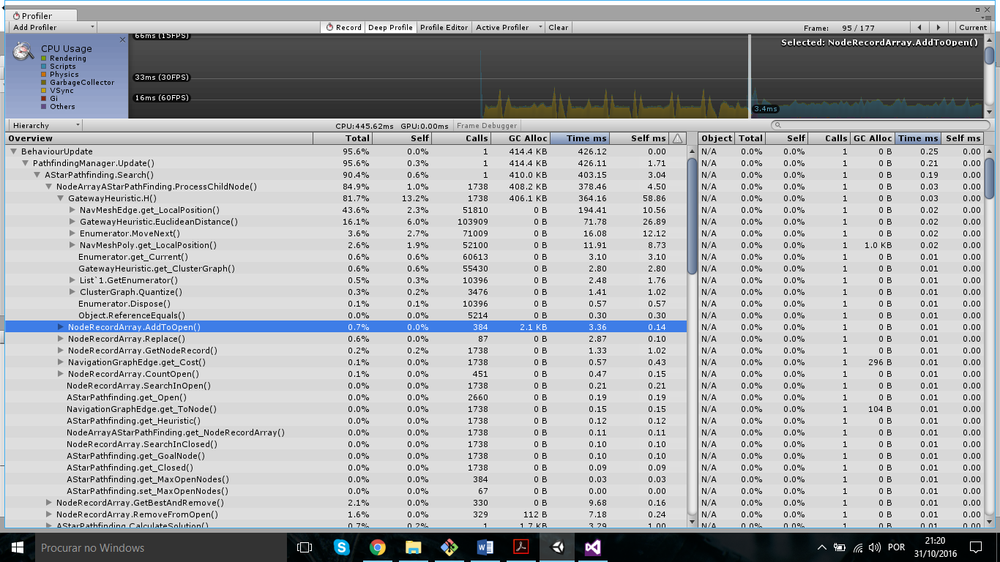 Profiler
Add Profiler Record Deep Profile Profiler Editor Active Profiler Clear Frame: 95 / 177 Current
CPU Usage
Rendering
Scripts
Physics
GarbageCollector
VSync
Gi
Others
66ms (15FPS)
33ms (30FPS)
16ms (60FPS)
Selected: NodeRecordArray.AddToOpen()
3.4ms
Hierarchy CPU:445.62ms GPU:0.00ms Frame Debugger
Overview Total Self Calls GC Alloc Time ms Self ms Object Total Self Calls GC Alloc Time ms Self ms
BehaviourUpdate 95.6% 0.0% 1 414.4 KB 426.12 0.00 N/A 0.0% 0.0% 1 0 B 0.25 0.00
PathfindingManager.Update() 95.6% 0.3% 1 414.4 KB 426.11 1.71 N/A 0.0% 0.0% 1 0 B 0.21 0.00
AStarPathfinding.Search() 90.4% 0.6% 1 410.0 KB 403.15 3.04 N/A 0.0% 0.0% 1 0 B 0.19 0.00
NodeArrayAStarPathFinding.ProcessChildNode() 84.9% 1.0% 1738 408.2 KB 378.46 4.50 N/A 0.0% 0.0% 1 0 B 0.03 0.00
GatewayHeuristic.H() 81.7% 13.2% 1738 406.1 KB 364.16 58.86 N/A 0.0% 0.0% 1 0 B 0.03 0.00
NavMeshEdge.get_LocalPosition() 43.6% 2.3% 51810 0 B 194.41 10.56 N/A 0.0% 0.0% 1 0 B 0.02 0.00
GatewayHeuristic.EuclideanDistance() 16.1% 6.0% 103909 0 B 71.78 26.89 N/A 0.0% 0.0% 1 0 B 0.02 0.00
Enumerator.MoveNext() 3.6% 2.7% 71009 0 B 16.08 12.12 N/A 0.0% 0.0% 1 0 B 0.02 0.00
NavMeshPoly.get_LocalPosition() 2.6% 1.9% 52100 0 B 11.91 8.73 N/A 0.0% 0.0% 1 1.0 KB 0.02 0.00
Enumerator.get_Current() 0.6% 0.6% 60613 0 B 3.10 3.10 N/A 0.0% 0.0% 1 0 B 0.01 0.00
GatewayHeuristic.get_ClusterGraph() 0.6% 0.6% 55430 0 B 2.80 2.80 N/A 0.0% 0.0% 1 0 B 0.01 0.00
List`1.GetEnumerator() 0.5% 0.3% 10396 0 B 2.48 1.76 N/A 0.0% 0.0% 1 0 B 0.01 0.00
ClusterGraph.Quantize() 0.3% 0.2% 3476 0 B 1.41 1.02 N/A 0.0% 0.0% 1 0 B 0.01 0.00
Enumerator.Dispose() 0.1% 0.1% 10396 0 B 0.57 0.57 N/A 0.0% 0.0% 1 0 B 0.01 0.00
Object.ReferenceEquals() 0.0% 0.0% 5214 0 B 0.30 0.30 N/A 0.0% 0.0% 1 0 B 0.01 0.00
NodeRecordArray.AddToOpen() 0.7% 0.0% 384 2.1 KB 3.36 0.14 N/A 0.0% 0.0% 1 0 B 0.01 0.00
NodeRecordArray.Replace() 0.6% 0.0% 87 0 B 2.87 0.10 N/A 0.0% 0.0% 1 0 B 0.01 0.00
NodeRecordArray.GetNodeRecord() 0.2% 0.2% 1738 0 B 1.33 1.02 N/A 0.0% 0.0% 1 0 B 0.01 0.00
NavigationGraphEdge.get_Cost() 0.1% 0.0% 1738 0 B 0.57 0.43 N/A 0.0% 0.0% 1 296 B 0.01 0.00
NodeRecordArray.CountOpen() 0.1% 0.0% 451 0 B 0.47 0.15 N/A 0.0% 0.0% 1 0 B 0.01 0.00
NodeRecordArray.SearchInOpen() 0.0% 0.0% 1738 0 B 0.21 0.21 N/A 0.0% 0.0% 1 0 B 0.01 0.00
AStarPathfinding.get_Open() 0.0% 0.0% 2660 0 B 0.19 0.19 N/A 0.0% 0.0% 1 0 B 0.01 0.00
NavigationGraphEdge.get_ToNode() 0.0% 0.0% 1738 0 B 0.15 0.15 N/A 0.0% 0.0% 1 104 B 0.01 0.00
AStarPathfinding.get_Heuristic() 0.0% 0.0% 1738 0 B 0.12 0.12 N/A 0.0% 0.0% 1 0 B 0.01 0.00
NodeArrayAStarPathFinding.get_NodeRecordArray() 0.0% 0.0% 1738 0 B 0.11 0.11 N/A 0.0% 0.0% 1 0 B 0.01 0.00
NodeRecordArray.SearchInClosed() 0.0% 0.0% 1738 0 B 0.10 0.10 N/A 0.0% 0.0% 1 0 B 0.01 0.00
AStarPathfinding.get_GoalNode() 0.0% 0.0% 1738 0 B 0.10 0.10 N/A 0.0% 0.0% 1 0 B 0.01 0.00
AStarPathfinding.get_Closed() 0.0% 0.0% 1738 0 B 0.09 0.09 N/A 0.0% 0.0% 1 0 B 0.01 0.00
AStarPathfinding.get_MaxOpenNodes() 0.0% 0.0% 384 0 B 0.03 0.03 N/A 0.0% 0.0% 1 0 B 0.01 0.00
AStarPathfinding.set_MaxOpenNodes() 0.0% 0.0% 67 0 B 0.00 0.00 N/A 0.0% 0.0% 1 0 B 0.01 0.00
NodeRecordArray.GetBestAndRemove() 2.1% 0.0% 330 0 B 9.68 0.16 N/A 0.0% 0.0% 1 0 B 0.01 0.00
NodeRecordArray.RemoveFromOpen() 1.6% 0.0% 329 112 B 7.18 0.24 N/A 0.0% 0.0% 1 0 B 0.01 0.00
AStarPathfinding.CalculateSolution() 0.7% 0.2% 1 1.7 KB 3.29 1.00 N/A 0.0% 0.0% 1 0 B 0.01 0.00
Procurar no Windows POR 21:20
31/10/2016